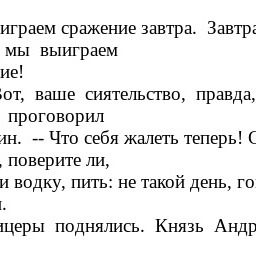 играем сражение завтра. Завтра
мы выиграем
ие!
Вот, ваше сиятельство, правда,
проговорил
ин. -- Что себя жалеть теперь! С
, поверите ли,
и водку, пить: не такой день, го
.
ицеры поднялись. Князь Андр